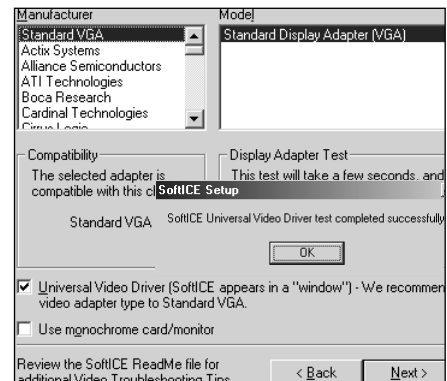 Manufacturer
Model
Standard VGA
Actix Systems
Alliance Semiconductors
ATI Technologies
Boca Research
Cardinal Technologies
Cirrus Logic
Standard Display Adapter (VGA)
Compatibility
The selected adapter is
compatible with this
Standard VGA
Display Adapter Test
This test will take a few seconds, and
SoftICE Setup
SoftICE Universal Video Driver test completed successfully
OK
Universal Video Driver (SoftICE appears in a "window") - We recommen
video adapter type to Standard VGA.
Use monochrome card/monitor
Review the SoftICE ReadMe file for
additional Video Troubleshooting Tips
< Back
Next >